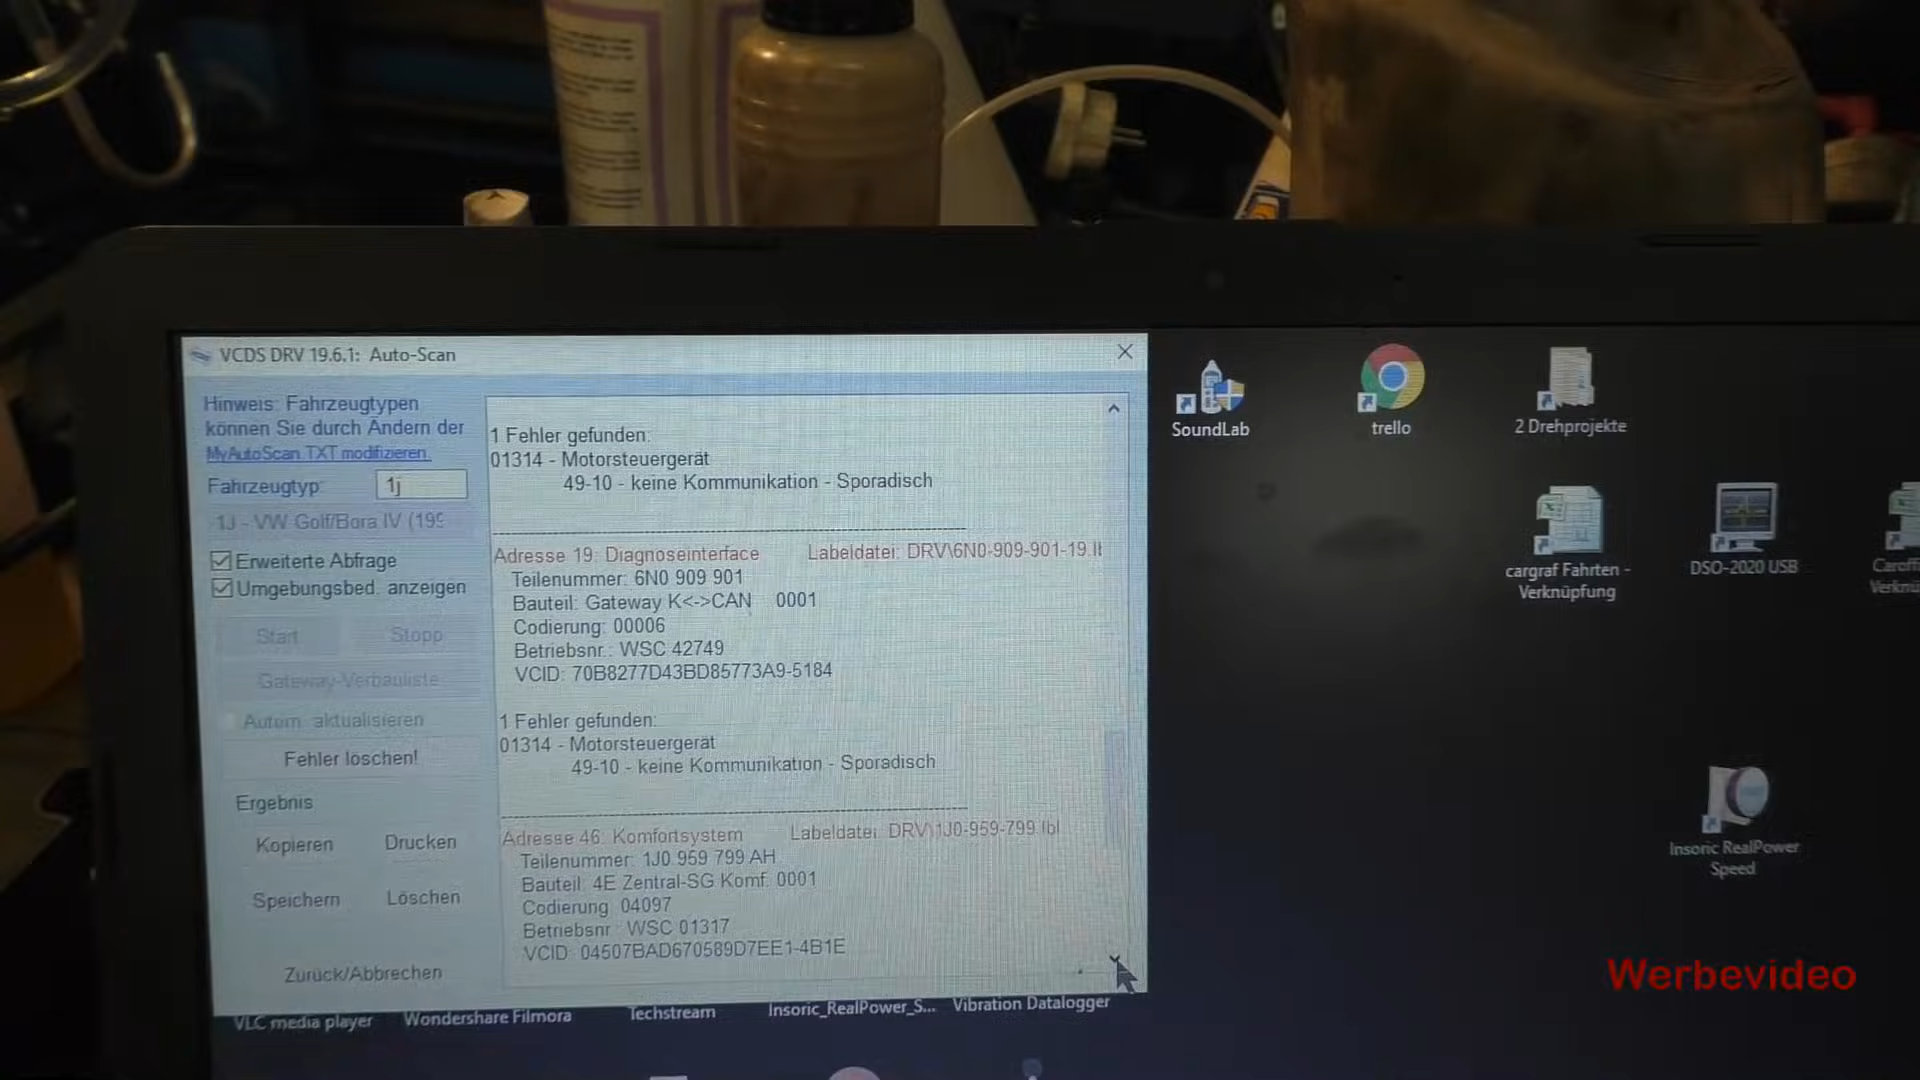 VCDS DRV 19.6.1: Auto-Scan
Hinweis: Fahrzeugtypen
können Sie durch Ändern der
MyAutoScan.TXT modifizieren.
Fahrzeugtyp: 1j
1J - VW Golf/Bora IV (199
Erweiterte Abfrage
Umgebungsbed. anzeigen
Start Stopp
Gateway-Verbauliste
Autom. aktualisieren
Fehler löschen!
Ergebnis
Kopieren Drucken
Speichern Löschen
Zurück/Abbrechen
1 Fehler gefunden:
01314 - Motorsteuergerät
49-10 - keine Kommunikation - Sporadisch
Adresse 19: Diagnoseinterface Labeldatei: DRV\6N0-909-901-19.lb
Teilenummer: 6N0 909 901
Bauteil: Gateway K<->CAN 0001
Codierung: 00006
Betriebsnr.: WSC 42749
VCID: 70B8277D43BD85773A9-5184
1 Fehler gefunden:
01314 - Motorsteuergerät
49-10 - keine Kommunikation - Sporadisch
Adresse 46: Komfortsystem Labeldatei: DRV\1J0-959-799.lbl
Teilenummer: 1J0 959 799 AH
Bauteil: 4E Zentral-SG Komf. 0001
Codierung: 04097
Betriebsnr.: WSC 01317
VCID: 04507BAD670589D7EE1-4B1E
SoundLab
trello
2 Drehprojekte
cargraf Fahrten -
Verknüpfung
DSO-2020 USB
Insoric RealPower
Speed
VLC media player
Wondershare Filmora
Techstream
Insoric_RealPower_S...
Vibration Datalogger
Werbevideo